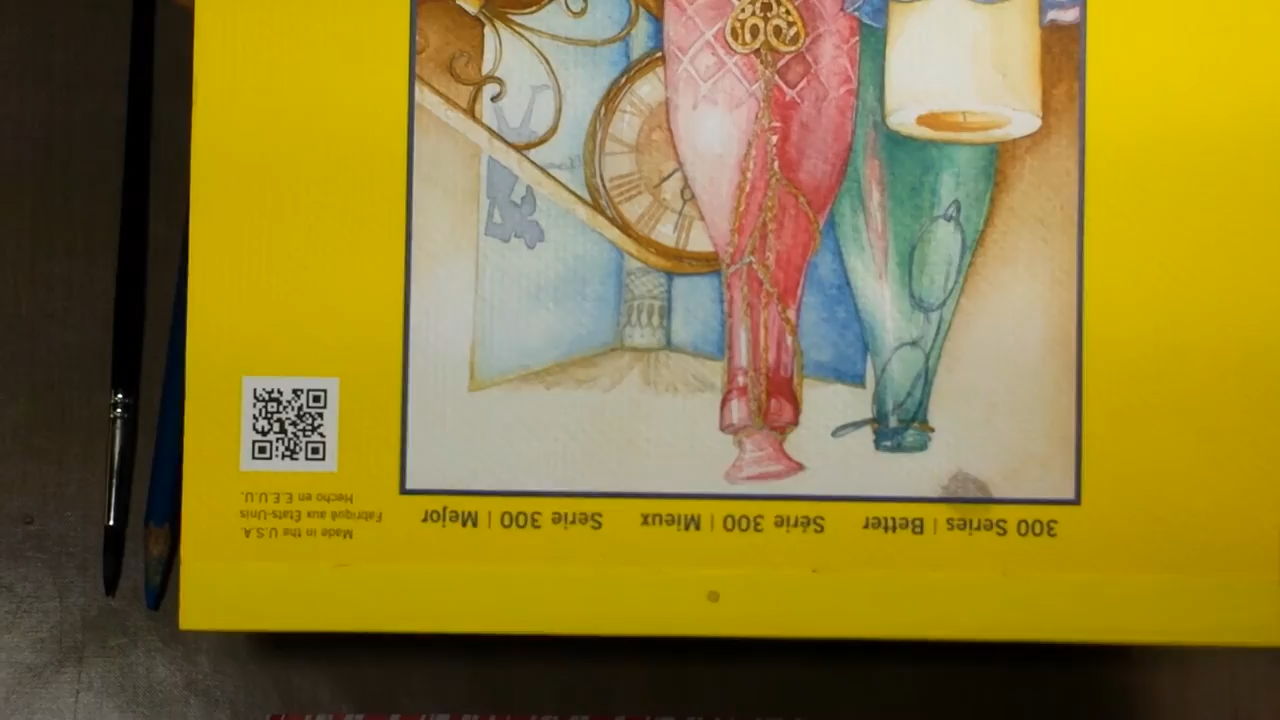 300 Series | Better Série 300 | Mieux Serie 300 | Mejor
Made in the U.S.A.
Fabriqué aux États-Unis
Hecho en E.E.U.U.